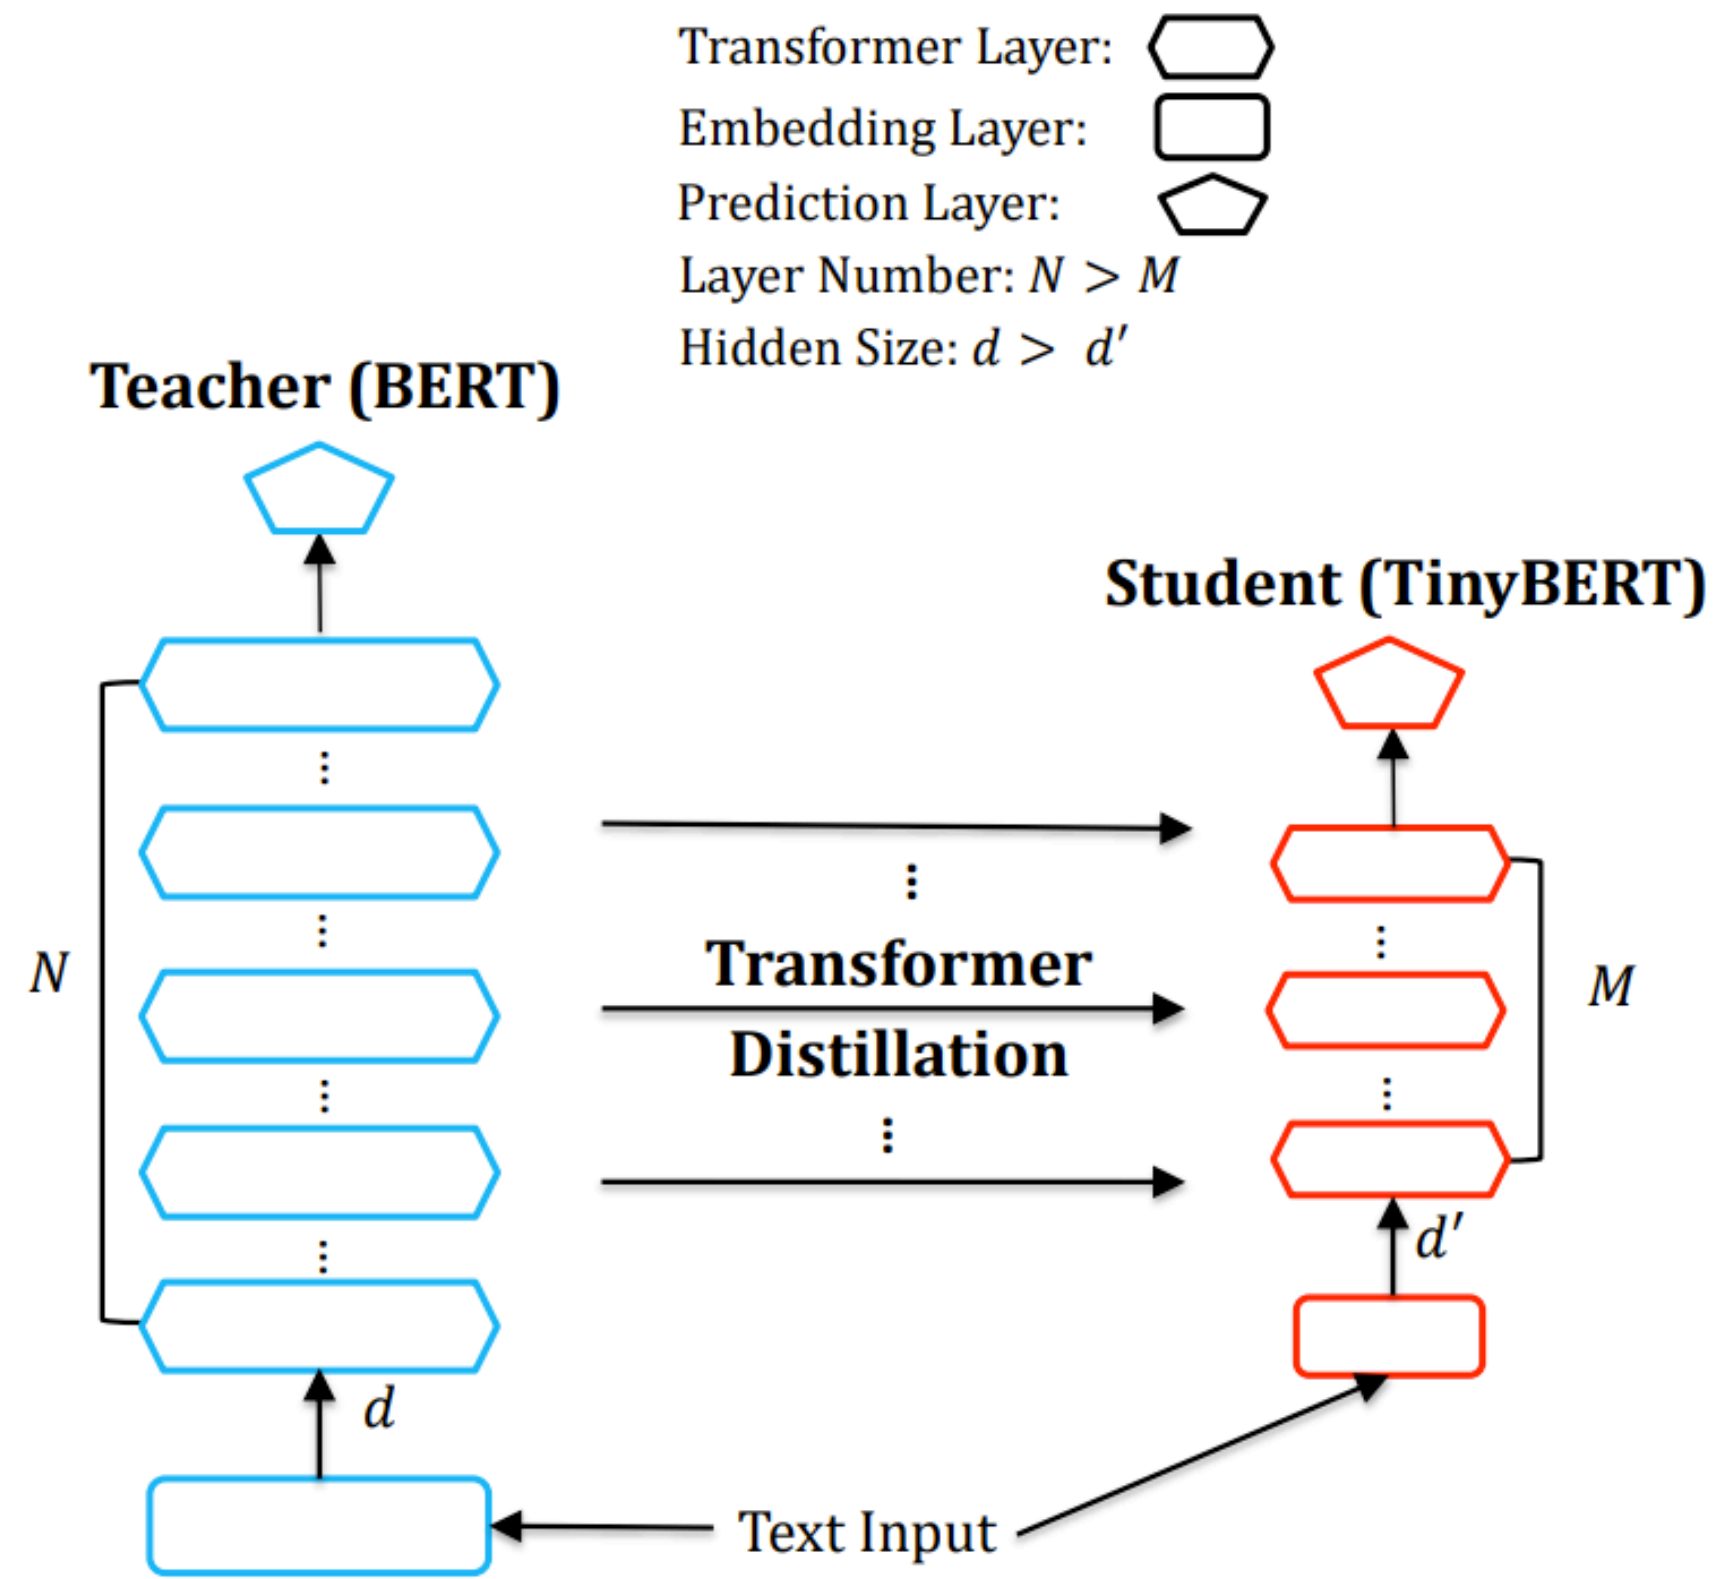 Transformer Layer:
Embedding Layer:
Prediction Layer:
Layer Number: N > M
Hidden Size: d > d′
Teacher (BERT)
Student (TinyBERT)
N
Transformer
Distillation
M
d′
d
Text Input